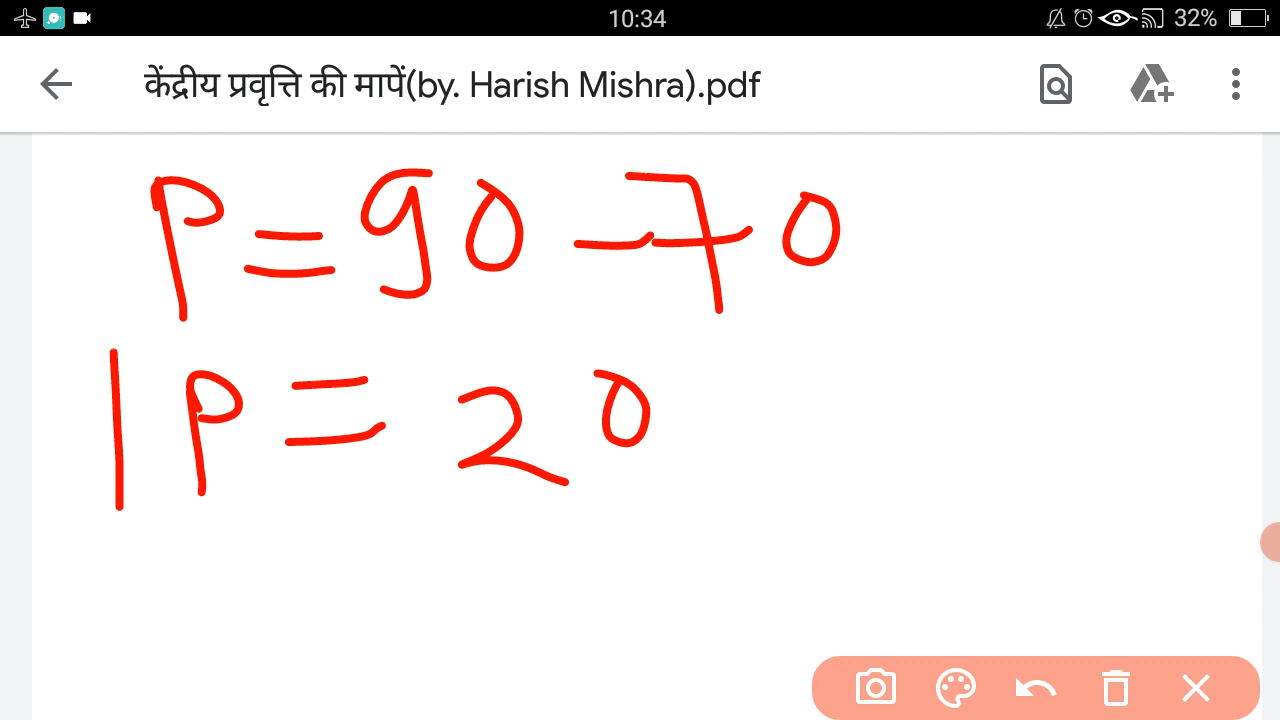 10:34
32%
केंद्रीय प्रवृत्ति की मापें(by. Harish Mishra).pdf
P = 90 - 70
| P = 20